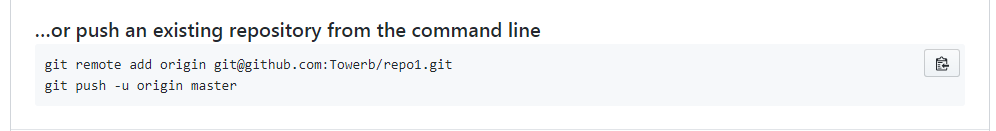 …or push an existing repository from the command line
git remote add origin git@github.com:Towerb/repo1.git
git push -u origin master